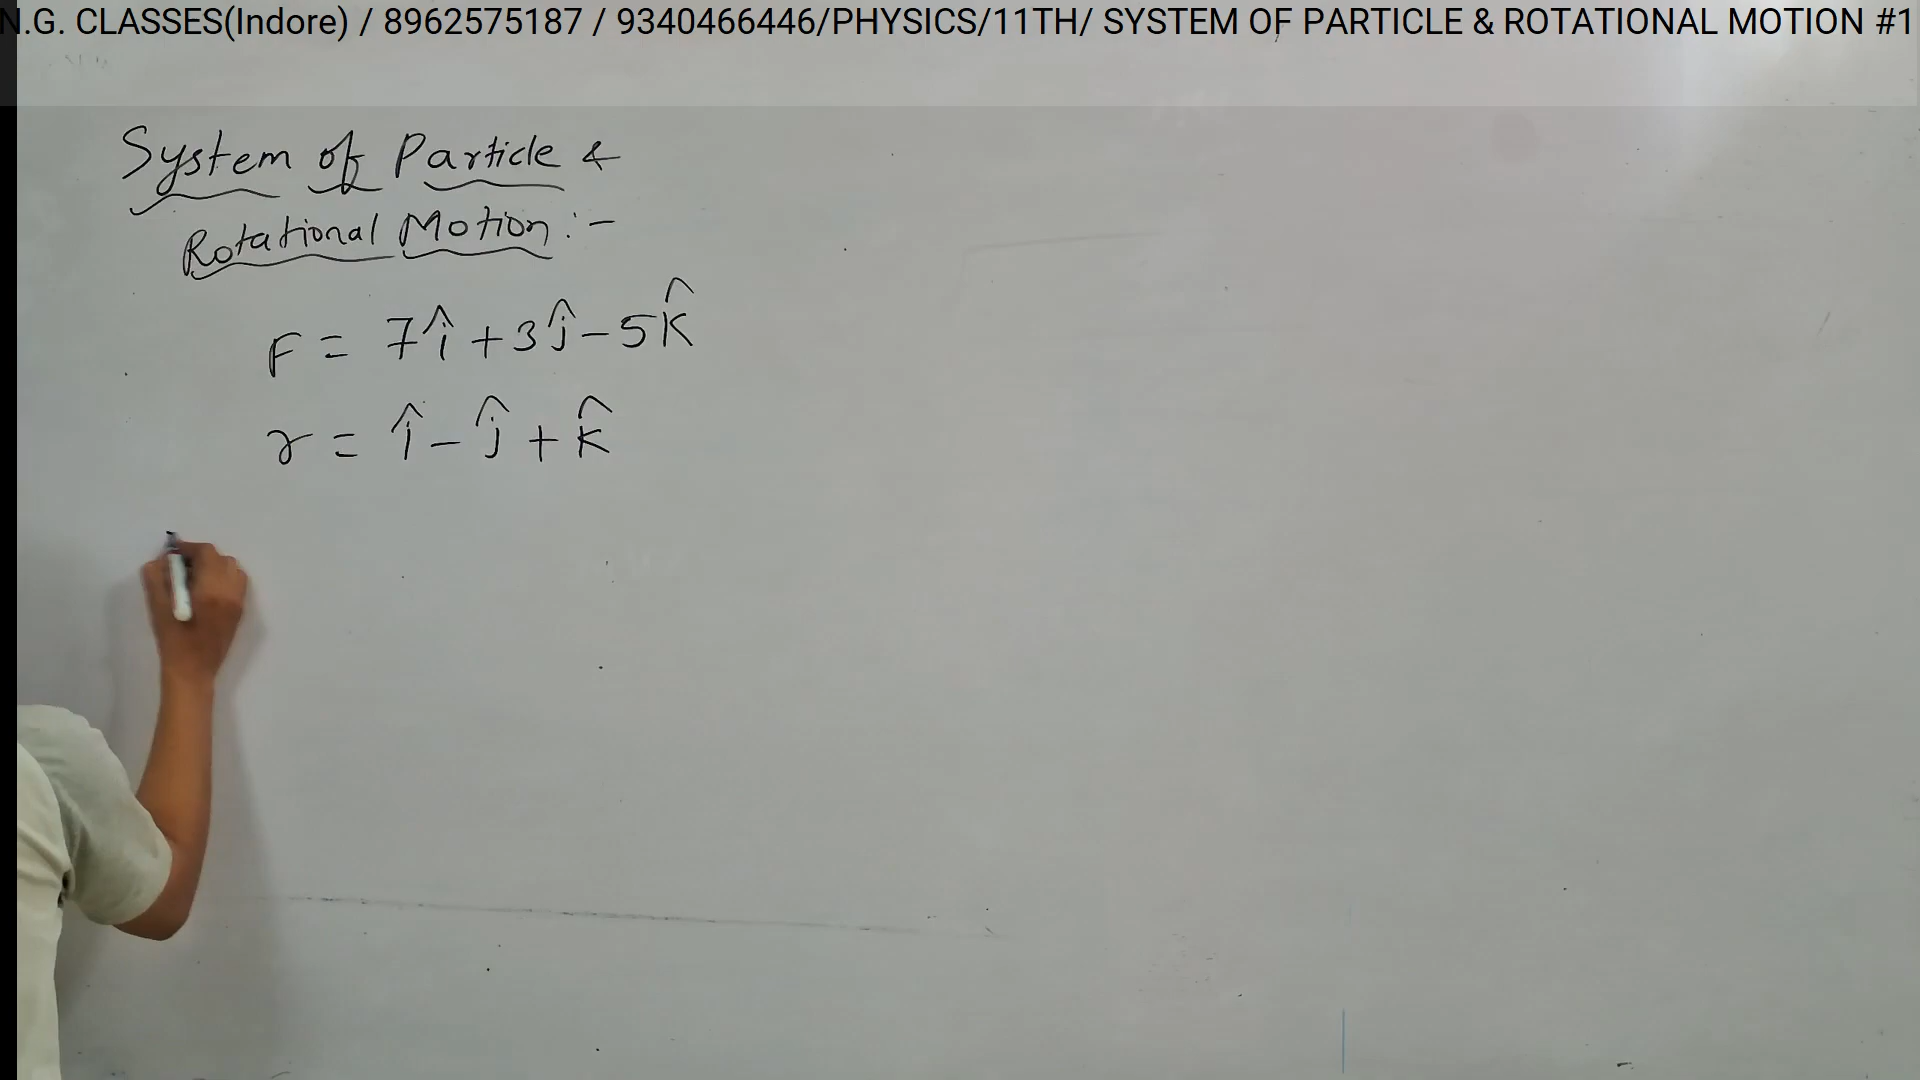 N.G. CLASSES(Indore) / 8962575187 / 9340466446/PHYSICS/11TH/ SYSTEM OF PARTICLE & ROTATIONAL MOTION #1
System of Particle &
Rotational Motion :-
F = 7î + 3ĵ - 5k̂
r = î - ĵ + k̂